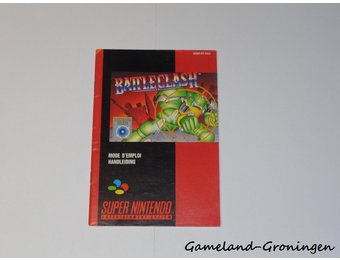 BATTLECLASH
MODE D'EMPLOI
HANDLEIDING
SUPER NINTENDO
ENTERTAINMENT SYSTEM
Gameland-Groningen